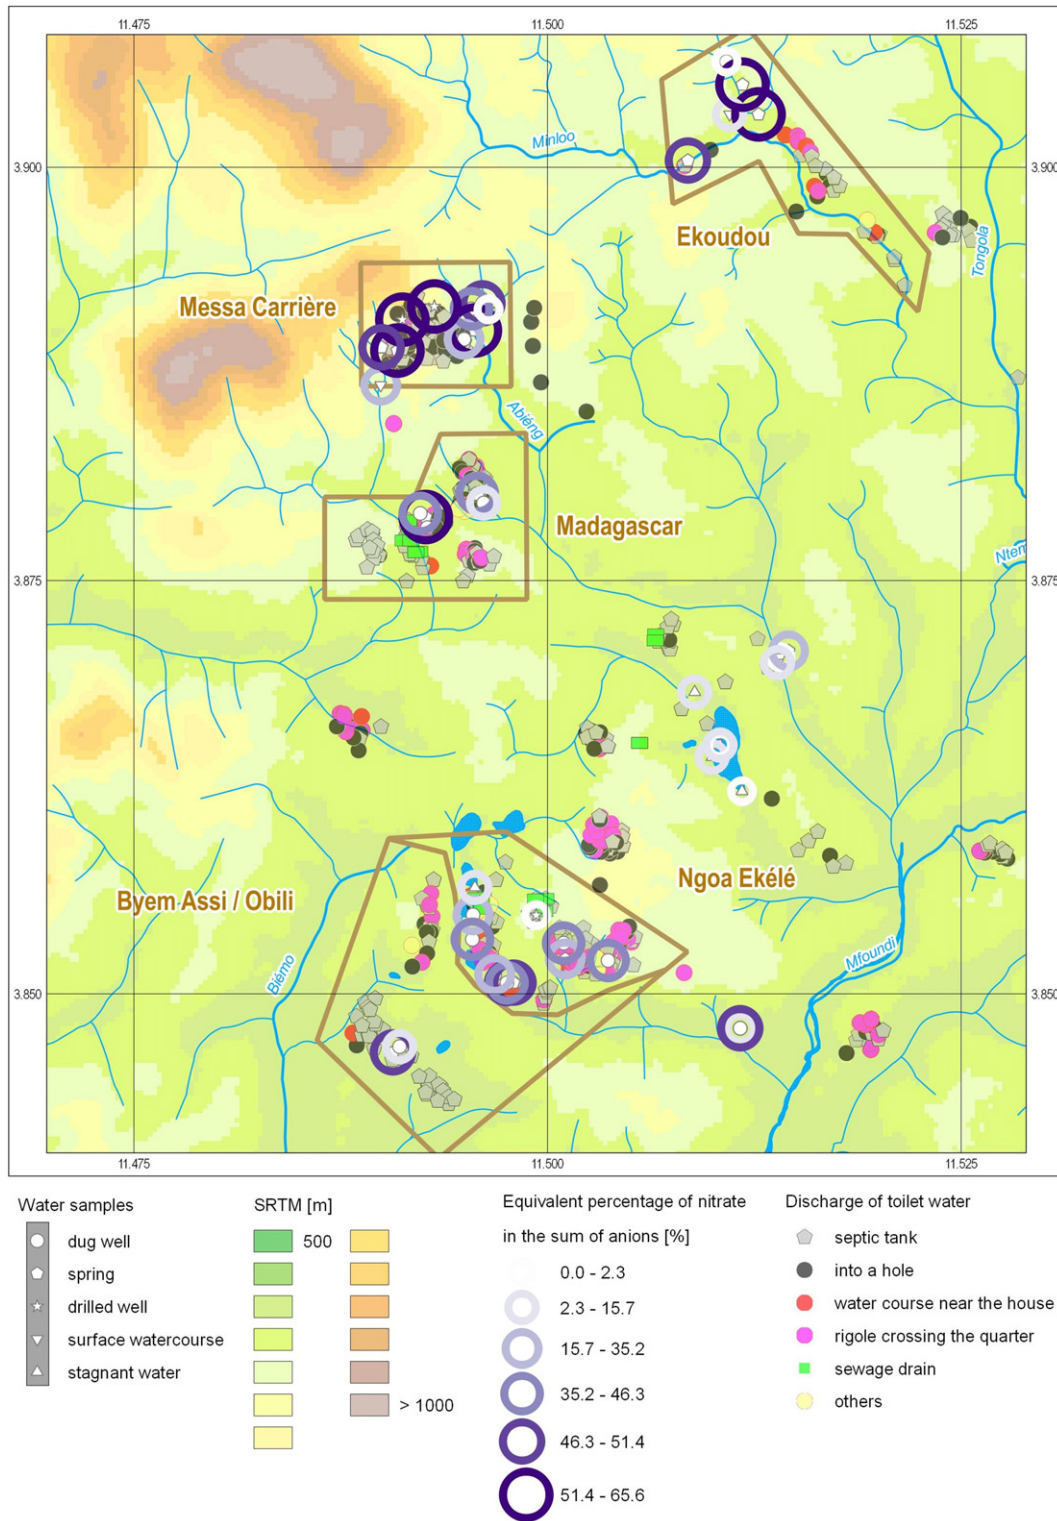 11.475
11.500
11.525
Minloo
3.900
3.900
Ekoudou
Tongola
Messa Carrière
Abiéng
Madagascar
Ntem
3.875
3.875
Byem Assi / Obili
Ngoa Ekélé
Biémo
Mfoundi
3.850
3.850
11.475
11.500
11.525
Water samples
dug well
spring
drilled well
surface watercourse
stagnant water
SRTM [m]
500
> 1000
Equivalent percentage of nitrate
in the sum of anions [%]
0.0 - 2.3
2.3 - 15.7
15.7 - 35.2
35.2 - 46.3
46.3 - 51.4
51.4 - 65.6
Discharge of toilet water
septic tank
into a hole
water course near the house
rigole crossing the quarter
sewage drain
others